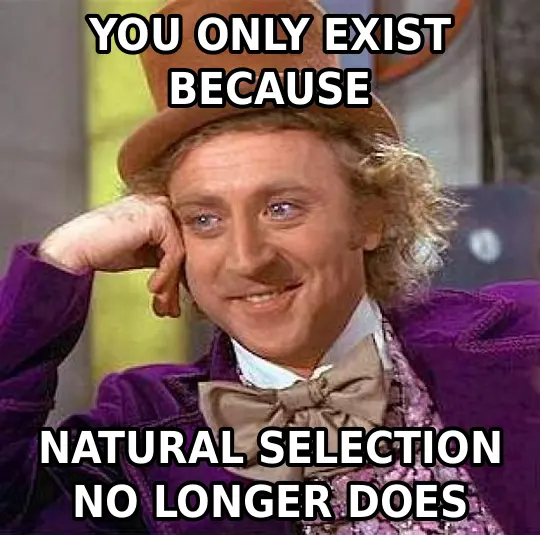 YOU ONLY EXIST
BECAUSE
NATURAL SELECTION
NO LONGER DOES